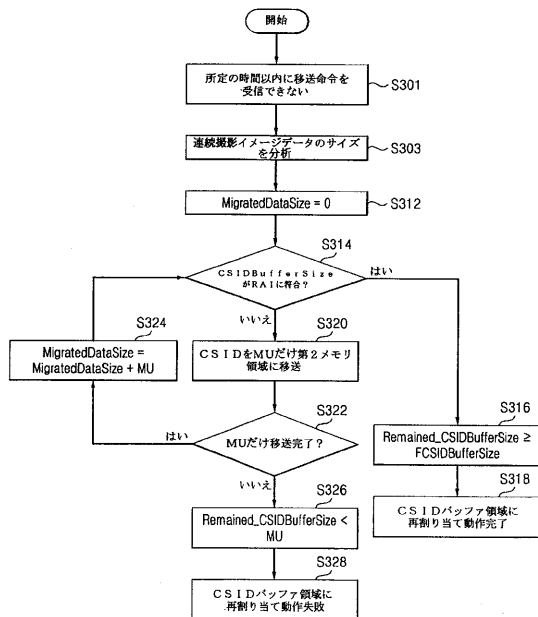 開始
所定の時間以内に移送命令を
受信できない
S301
連続撮影イメージデータのサイズ
を分析
S303
MigratedDataSize = 0
S312
S314
CSIDBufferSize
がRAIに符合?
はい
いいえ
S324
MigratedDataSize =
MigratedDataSize + MU
S320
CSIDをMUだけ第2メモリ
領域に移送
S322
MUだけ移送完了?
はい
いいえ
S316
Remained_CSIDBufferSize ≥
FCSIDBufferSize
S318
CSIDバッファ領域に
再割り当て動作完了
S326
Remained_CSIDBufferSize <
MU
S328
CSIDバッファ領域に
再割り当て動作失敗